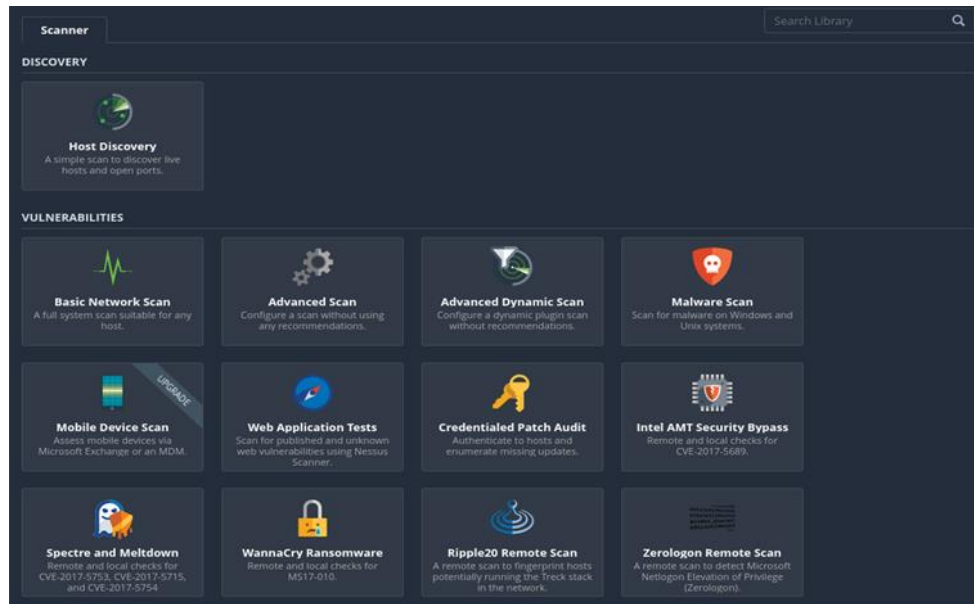 Scanner
Search Library
DISCOVERY
Host Discovery
A simple scan to discover live
hosts and open ports.
VULNERABILITIES
Basic Network Scan
A full system scan suitable for any
host.
Advanced Scan
Configure a scan without using
any recommendations.
Advanced Dynamic Scan
Configure a dynamic plugin scan
without recommendations.
Malware Scan
Scan for malware on Windows and
Unix systems.
UPGRADE
Mobile Device Scan
Assess mobile devices via
Microsoft Exchange or an MDM.
Web Application Tests
Scan for published and unknown
web vulnerabilities using Nessus
Scanner.
Credentialed Patch Audit
Authenticate to hosts and
enumerate missing updates.
Intel AMT Security Bypass
Remote and local checks for
CVE-2017-5689.
Spectre and Meltdown
Remote and local checks for
CVE-2017-5753, CVE-2017-5715,
and CVE-2017-5754
WannaCry Ransomware
Remote and local checks for
MS17-010.
Ripple20 Remote Scan
A remote scan to fingerprint hosts
potentially running the Treck stack
in the network.
Zerologon Remote Scan
A remote scan to detect Microsoft
Netlogon Elevation of Privilege
(Zerologon).